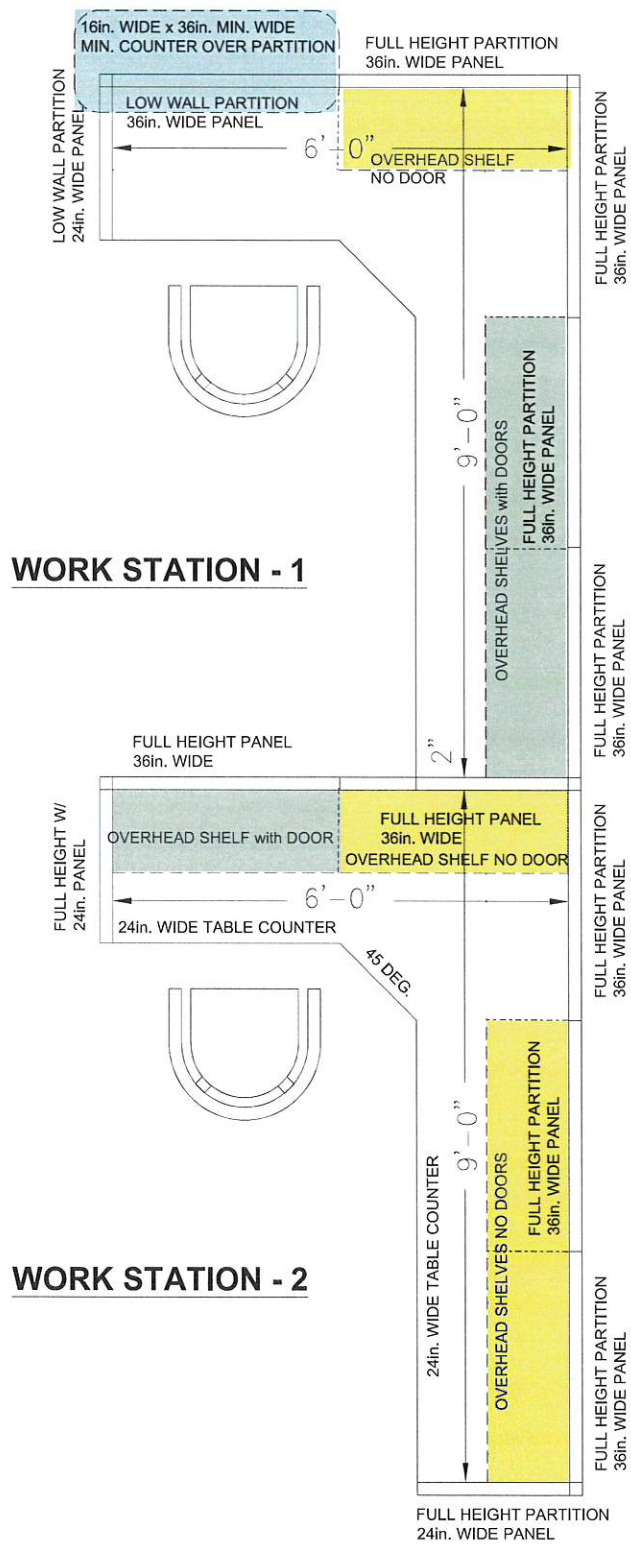 16in. WIDE x 36in. MIN. WIDE
MIN. COUNTER OVER PARTITION
FULL HEIGHT PARTITION
36in. WIDE PANEL
LOW WALL PARTITION
24in. WIDE PANEL
LOW WALL PARTITION
36in. WIDE PANEL
6'-0"
OVERHEAD SHELF
NO DOOR
FULL HEIGHT PARTITION
36in. WIDE PANEL
9'-0"
OVERHEAD SHELVES with DOORS
FULL HEIGHT PARTITION
36in. WIDE PANEL
WORK STATION - 1
FULL HEIGHT PARTITION
36in. WIDE PANEL
2"
FULL HEIGHT PANEL
36in. WIDE
FULL HEIGHT W/
24in. PANEL
OVERHEAD SHELF with DOOR
FULL HEIGHT PANEL
36in. WIDE
OVERHEAD SHELF NO DOOR
6'-0"
24in. WIDE TABLE COUNTER
45 DEG.
FULL HEIGHT PARTITION
36in. WIDE PANEL
9'-0"
24in. WIDE TABLE COUNTER
OVERHEAD SHELVES NO DOORS
FULL HEIGHT PARTITION
36in. WIDE PANEL
WORK STATION - 2
FULL HEIGHT PARTITION
36in. WIDE PANEL
FULL HEIGHT PARTITION
24in. WIDE PANEL